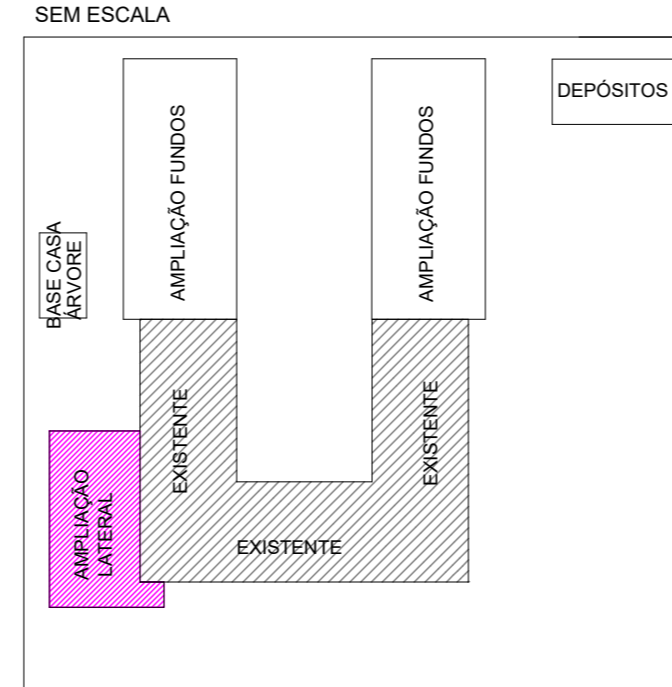 SEM ESCALA
DEPÓSITOS
AMPLIAÇÃO FUNDOS
AMPLIAÇÃO FUNDOS
BASE CASA
ÁRVORE
EXISTENTE
EXISTENTE
AMPLIAÇÃO
LATERAL
EXISTENTE